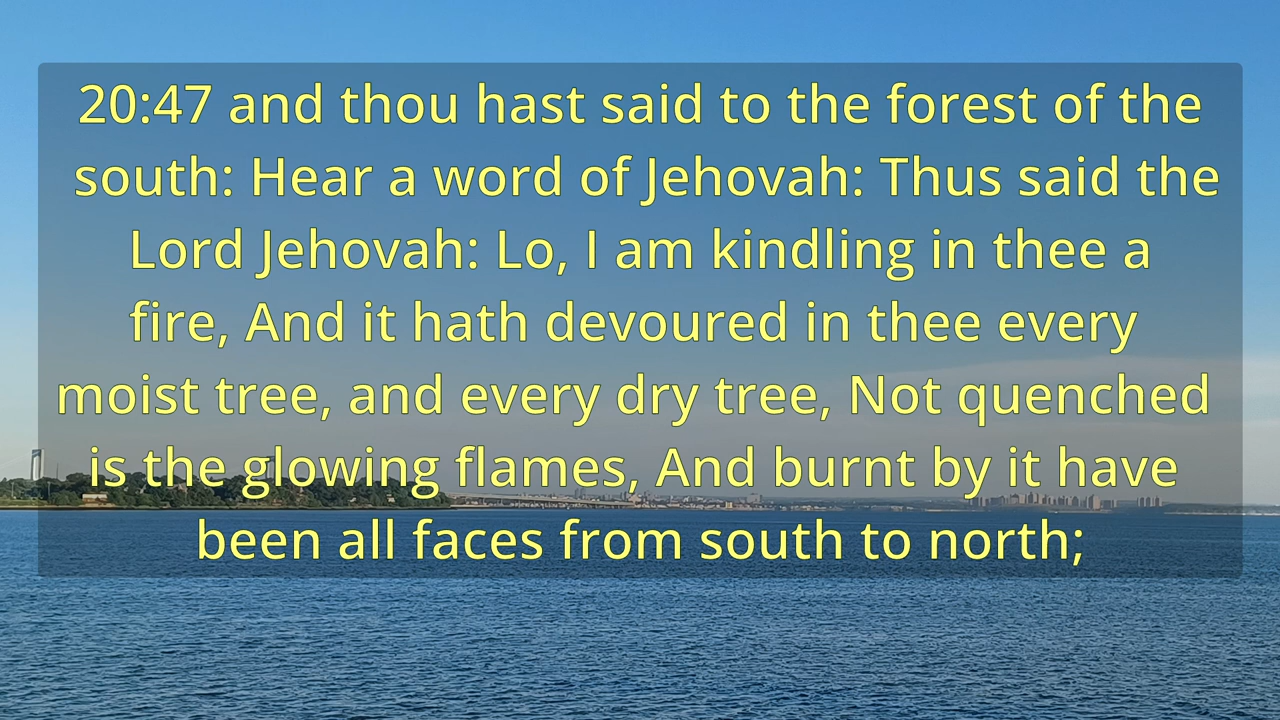 20:47 and thou hast said to the forest of the
south: Hear a word of Jehovah: Thus said the
Lord Jehovah: Lo, I am kindling in thee a
fire, And it hath devoured in thee every
moist tree, and every dry tree, Not quenched
is the glowing flames, And burnt by it have
been all faces from south to north;